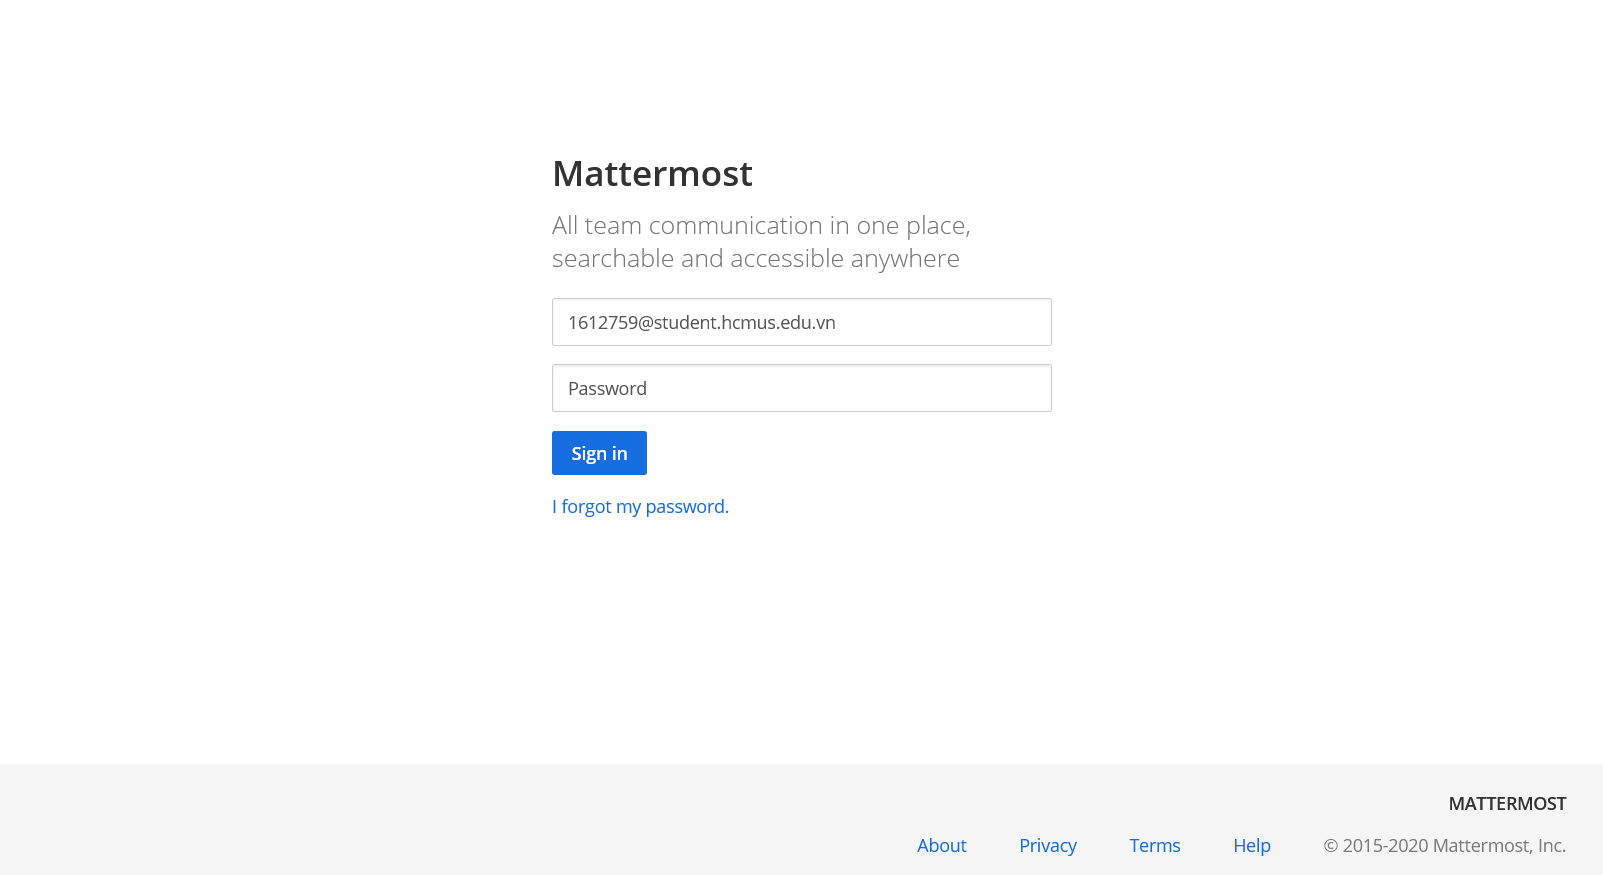 Mattermost
All team communication in one place,
searchable and accessible anywhere
1612759@student.hcmus.edu.vn
Password
Sign in
I forgot my password.
MATTERMOST
About Privacy Terms Help © 2015-2020 Mattermost, Inc.